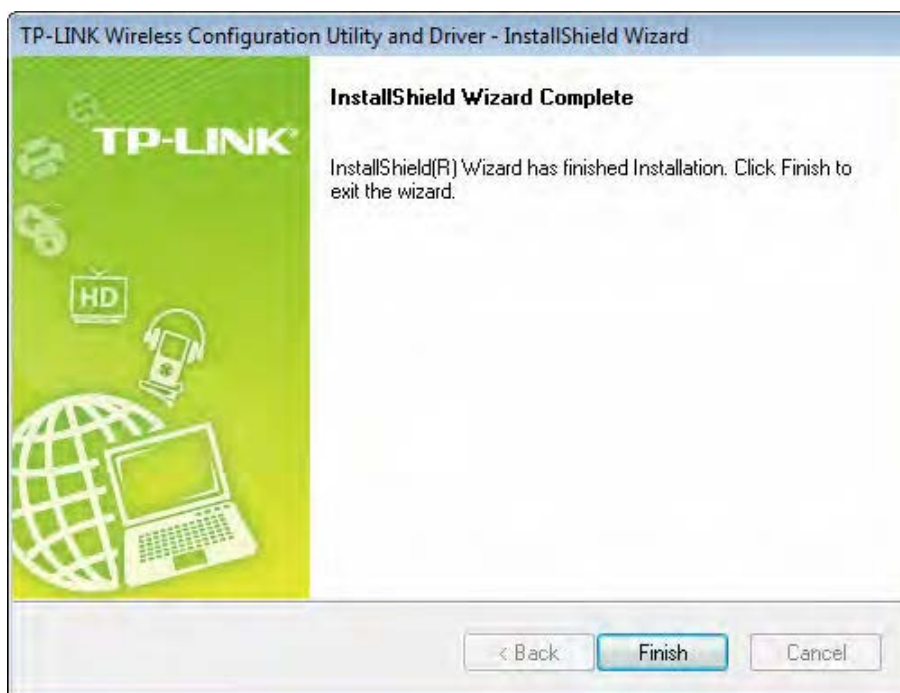 TP-LINK Wireless Configuration Utility and Driver - InstallShield Wizard
TP-LINK®
InstallShield Wizard Complete
InstallShield(R) Wizard has finished Installation. Click Finish to
exit the wizard.
HD
< Back
Finish
Cancel